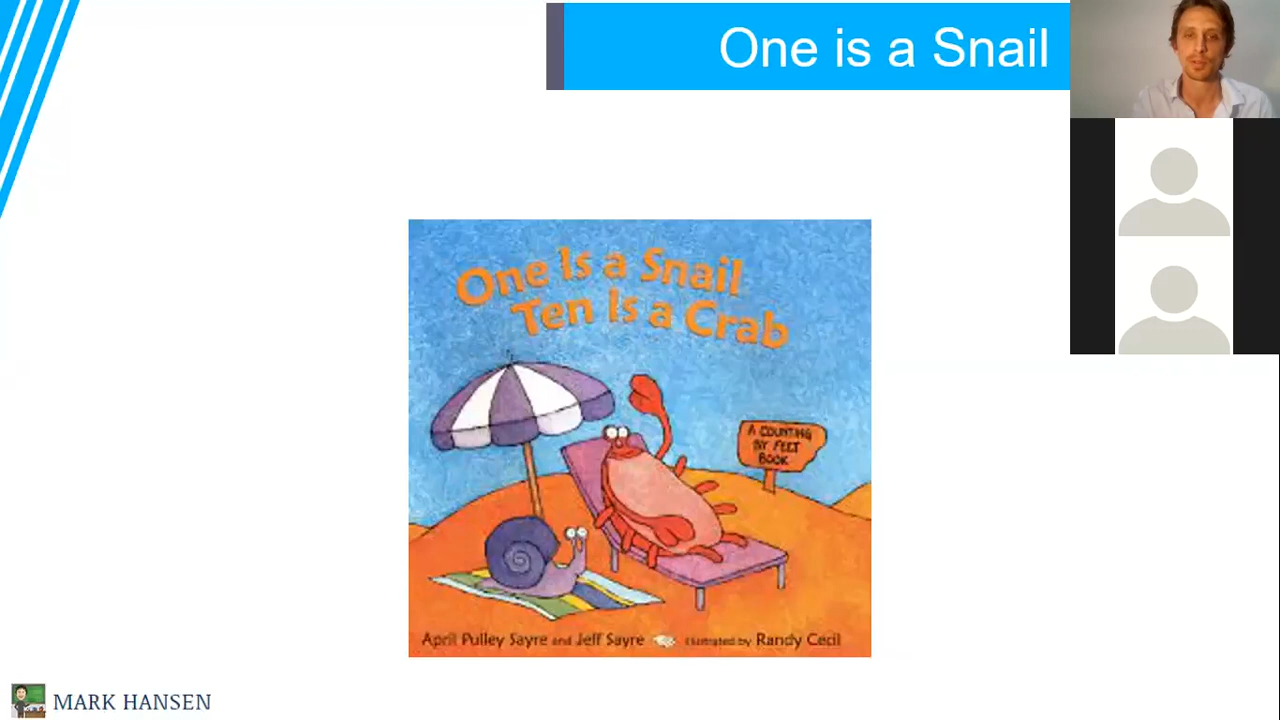 One is a Snail
One Is a Snail
Ten Is a Crab
A COUNTING
BY FEET
BOOK
April Pulley Sayre and Jeff Sayre illustrated by Randy Cecil
MARK HANSEN